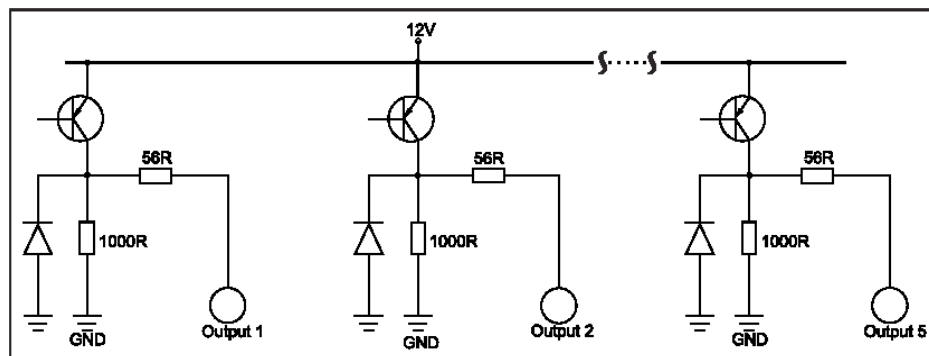 12V
56R
56R
56R
1000R
1000R
1000R
Output 1
Output 2
Output 5
GND
GND
GND